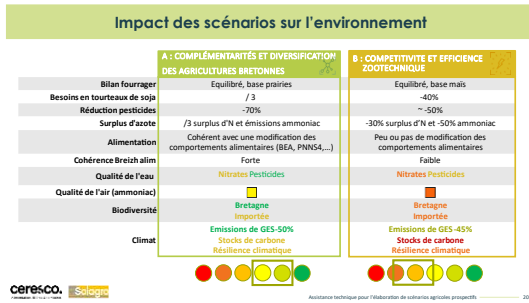 Impact des scénarios sur l'environnement
A : COMPLÉMENTARITÉS ET DIVERSIFICATION
DES AGRICULTURES BRETONNES
B : COMPETITIVITE ET EFFICIENCE
ZOOTECHNIQUE
Bilan fourrager Equilibré, base prairies Equilibré, base maïs
Besoins en tourteaux de soja / 3 -40%
Réduction pesticides -70% ~ -50%
Surplus d'azote /3 surplus d'N et émissions ammoniac -30% surplus d'N et -50% ammoniac
Alimentation Cohérent avec une modification des comportements alimentaires (BEA, PNNS4,...) Peu ou pas de modification des comportements alimentaires
Cohérence Breizh alim Forte Faible
Qualité de l'eau Nitrates Pesticides Nitrates Pesticides
Qualité de l'air (ammoniac)
Biodiversité Bretagne Bretagne
Importée Importée
Climat Emissions de GES-50% Emissions de GES -45%
Stocks de carbone Stocks de carbone
Résilience climatique Résilience climatique
ceresco. Solagro
Assistance technique pour l'élaboration de scénarios agricoles prospectifs 20